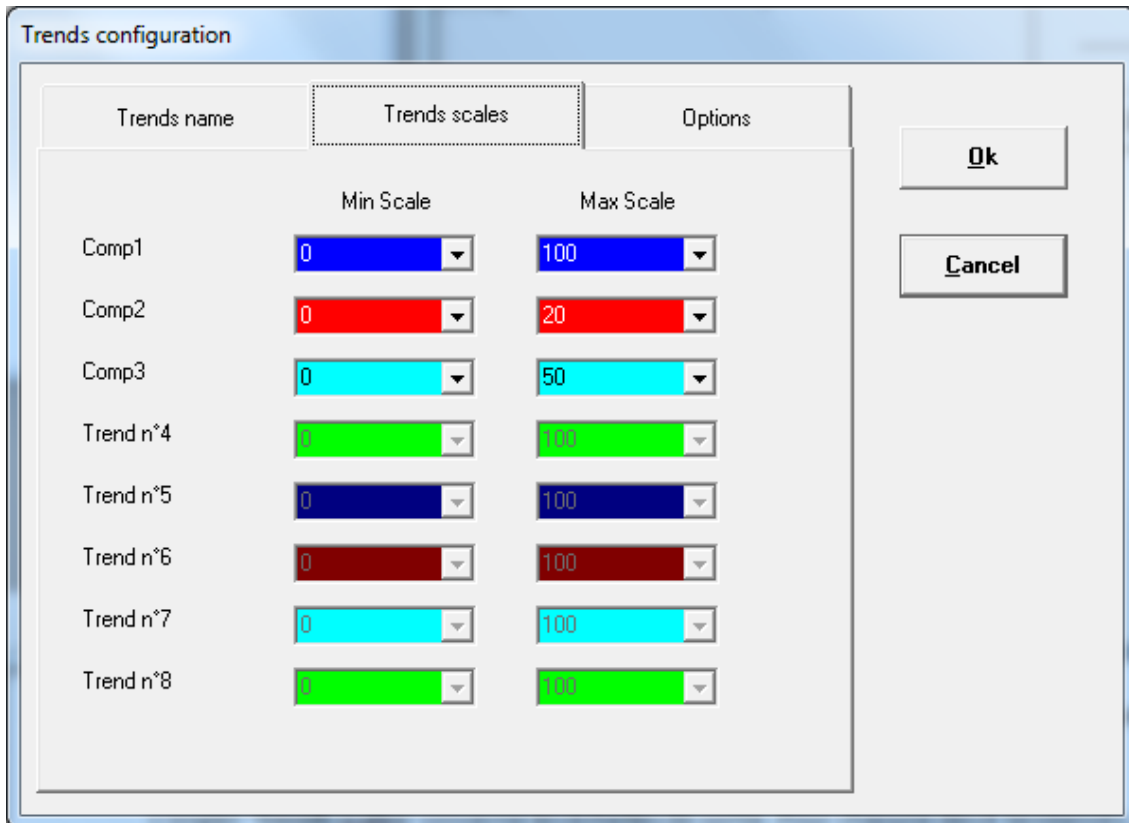 Trends configuration
Trends name Trends scales Options
Ok
Min Scale Max Scale
Comp1 0 100
Cancel
Comp2 0 20
Comp3 0 50
Trend n°4 0 100
Trend n°5 0 100
Trend n°6 0 100
Trend n°7 0 100
Trend n°8 0 100